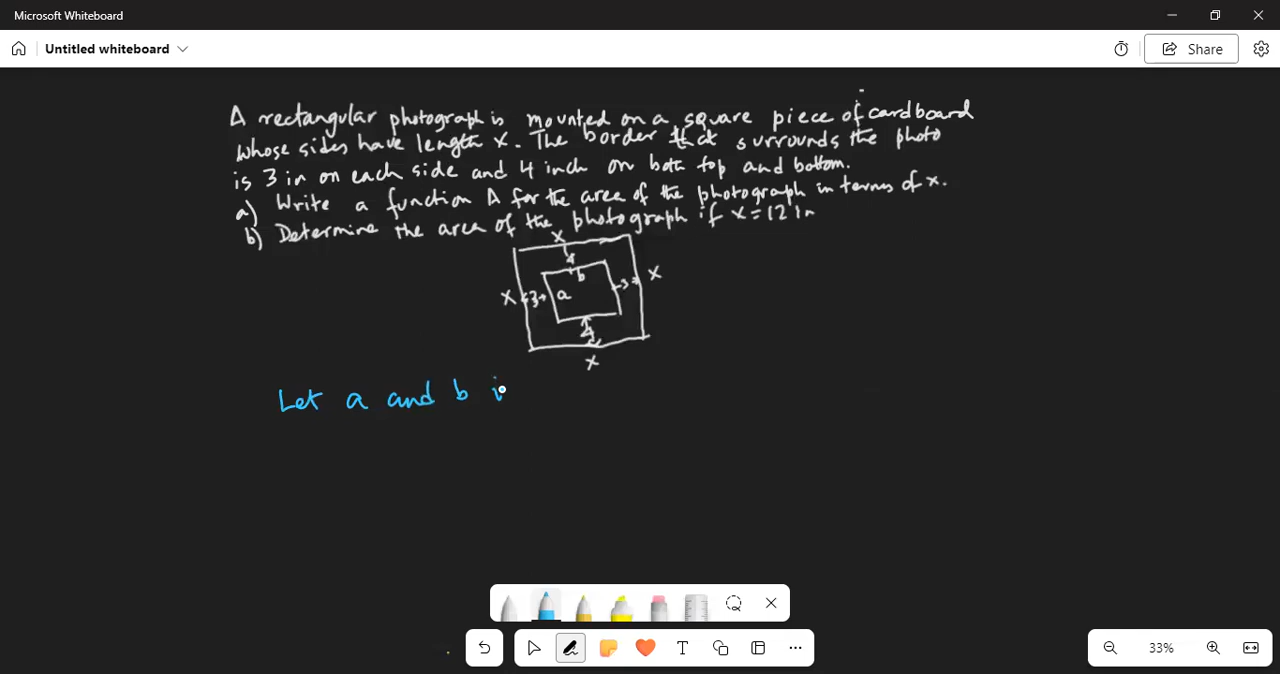 Microsoft Whiteboard
Untitled whiteboard
Share
A rectangular photograph is mounted on a square piece of cardboard
whose sides have length x. The border that surrounds the photo
is 3 in on each side and 4 inch on both top and bottom.
a) Write a function A for the area of the photograph in terms of x.
b) Determine the area of the photograph if x=12 in
x
4
b
x
x
3
a
3
4
x
Let a and b i
33%